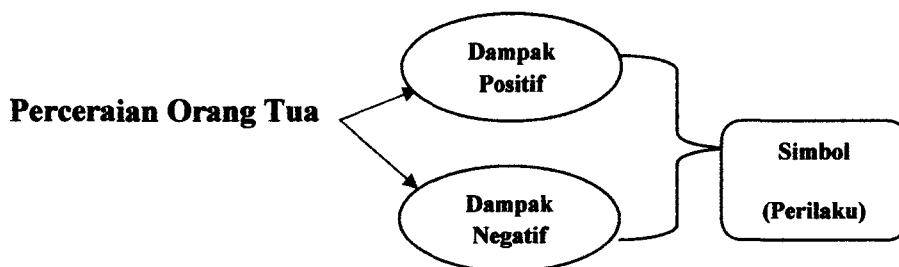 Perceraian Orang Tua
Dampak
Positif
Dampak
Negatif
Simbol
(Perilaku)